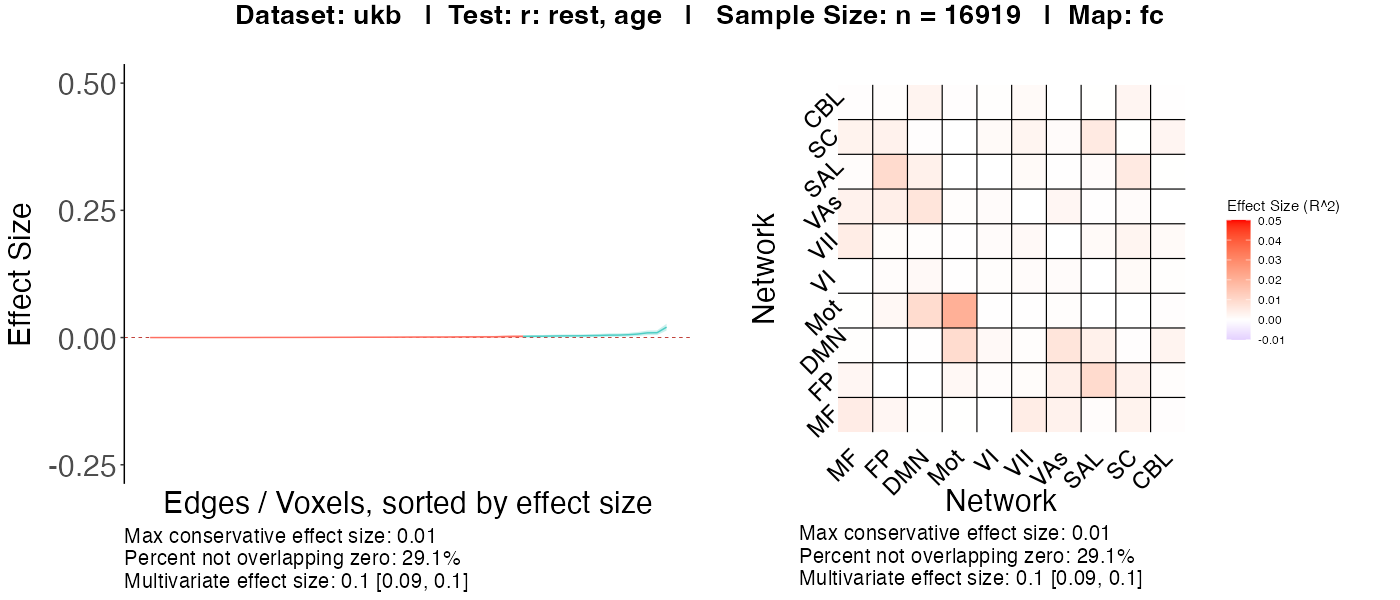 Dataset: ukb | Test: r: rest, age | Sample Size: n = 16919 | Map: fc
Effect Size
0.50
0.25
0.00
-0.25
Edges / Voxels, sorted by effect size
Max conservative effect size: 0.01
Percent not overlapping zero: 29.1%
Multivariate effect size: 0.1 [0.09, 0.1]
Network
CBL
SC
SAL
VAs
VII
VI
Mot
DMN
FP
MF
MF
FP
DMN
Mot
VI
VII
VAs
SAL
SC
CBL
Network
Max conservative effect size: 0.01
Percent not overlapping zero: 29.1%
Multivariate effect size: 0.1 [0.09, 0.1]
Effect Size (R^2)
0.05
0.04
0.03
0.02
0.01
0.00
-0.01